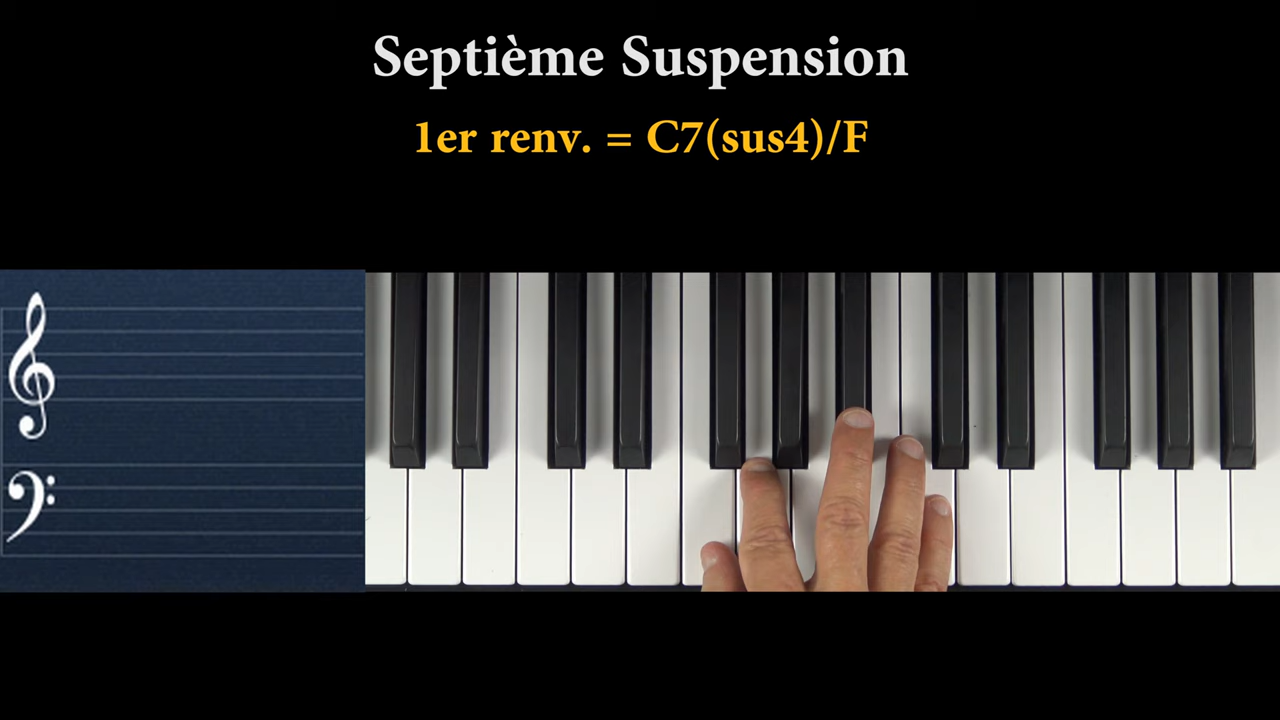 Septième Suspension
1er renv. = C7(sus4)/F